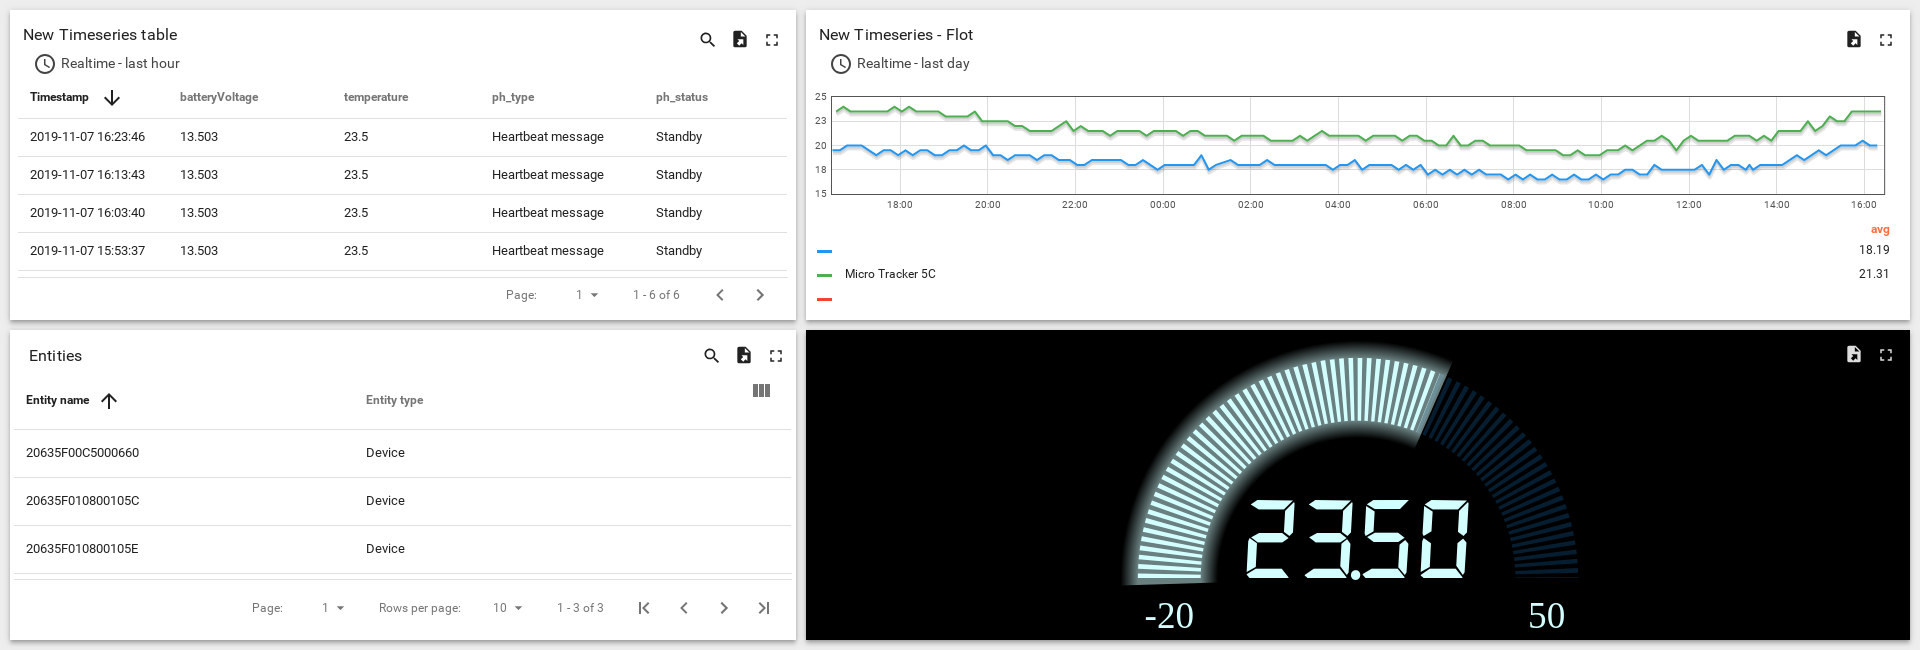 New Timeseries table
Realtime - last hour
Timestamp batteryVoltage temperature ph_type ph_status
2019-11-07 16:23:46 13.503 23.5 Heartbeat message Standby
2019-11-07 16:13:43 13.503 23.5 Heartbeat message Standby
2019-11-07 16:03:40 13.503 23.5 Heartbeat message Standby
2019-11-07 15:53:37 13.503 23.5 Heartbeat message Standby
Page: 1 1 - 6 of 6
New Timeseries - Flot
Realtime - last day
25
23
20
18
15
18:00 20:00 22:00 00:00 02:00 04:00 06:00 08:00 10:00 12:00 14:00 16:00
avg
18.19
Micro Tracker 5C 21.31
Entities
Entity name Entity type
20635F00C5000660 Device
20635F010800105C Device
20635F010800105E Device
Page: 1 Rows per page: 10 1 - 3 of 3
23.50
-20 50